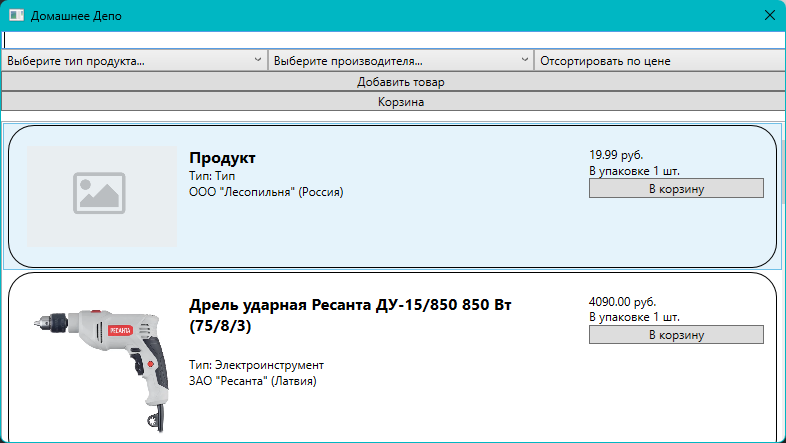 Домашнее Депо
Выберите тип продукта... Выберите производителя... Отсортировать по цене
Добавить товар
Корзина
Продукт
Тип: Тип
ООО "Лесопильня" (Россия)
19.99 руб.
В упаковке 1 шт.
В корзину
Дрель ударная Ресанта ДУ-15/850 850 Вт
(75/8/3)
Тип: Электроинструмент
ЗАО "Ресанта" (Латвия)
4090.00 руб.
В упаковке 1 шт.
В корзину
РЕСАНТА